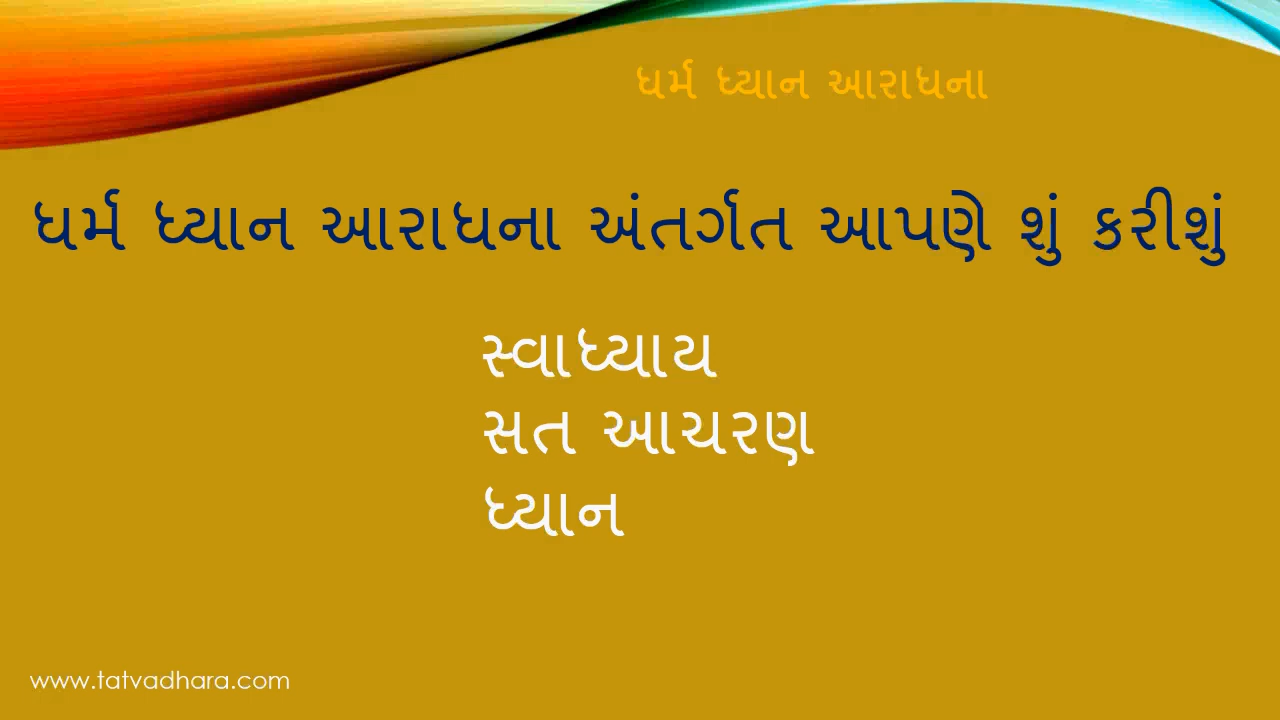 ધર્મ ધ્યાન આરાધના
ધર્મ ધ્યાન આરાધના અંતર્ગત આપણે શું કરીશું
સ્વાધ્યાય
સત આચરણ
ધ્યાન
www.tatvadhara.com